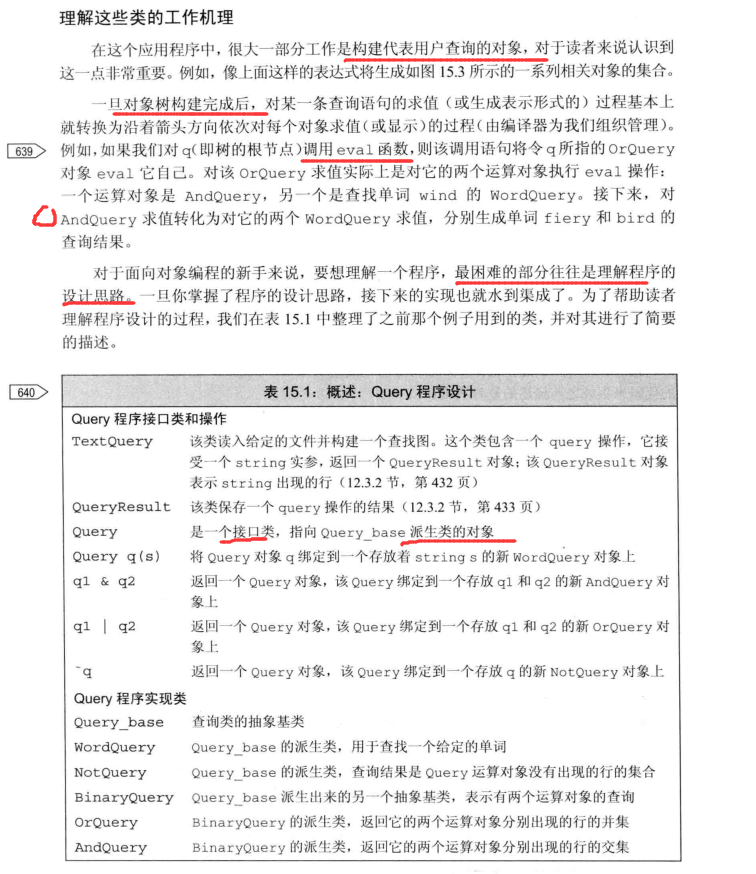 理解这些类的工作机理
在这个应用程序中，很大一部分工作是构建代表用户查询的对象，对于读者来说认识到
这一点非常重要。例如，像上面这样的表达式将生成如图 15.3 所示的一系列相关对象的集合。
一旦对象树构建完成后，对某一条查询语句的求值（或生成表示形式的）过程基本上
就转换为沿着箭头方向依次对每个对象求值（或显示）的过程（由编译器为我们组织管理）。
639
例如，如果我们对 q（即树的根节点）调用 eval 函数，则该调用语句将令 q 所指的 OrQuery
对象 eval 它自己。对该 OrQuery 求值实际上是对它的两个运算对象执行 eval 操作：
一个运算对象是 AndQuery，另一个是查找单词 wind 的 WordQuery。接下来，对
AndQuery 求值转化为对它的两个 WordQuery 求值，分别生成单词 fiery 和 bird 的
查询结果。
对于面向对象编程的新手来说，要想理解一个程序，最困难的部分往往是理解程序的
设计思路。一旦你掌握了程序的设计思路，接下来的实现也就水到渠成了。为了帮助读者
理解程序设计的过程，我们在表 15.1 中整理了之前那个例子用到的类，并对其进行了简要
的描述。
640
表 15.1：概述：Query 程序设计
Query 程序接口类和操作
TextQuery 该类读入给定的文件并构建一个查找图。这个类包含一个 query 操作，它接
受一个 string 实参，返回一个 QueryResult 对象；该 QueryResult 对象
表示 string 出现的行（12.3.2 节，第 432 页）
QueryResult 该类保存一个 query 操作的结果（12.3.2 节，第 433 页）
Query 是一个接口类，指向 Query_base 派生类的对象
Query q(s) 将 Query 对象 q 绑定到一个存放着 string s 的新 WordQuery 对象上
q1 & q2 返回一个 Query 对象，该 Query 绑定到一个存放 q1 和 q2 的新 AndQuery 对
象上
q1 | q2 返回一个 Query 对象，该 Query 绑定到一个存放 q1 和 q2 的新 OrQuery 对
象上
~q 返回一个 Query 对象，该 Query 绑定到一个存放 q 的新 NotQuery 对象上
Query 程序实现类
Query_base 查询类的抽象基类
WordQuery Query_base 的派生类，用于查找一个给定的单词
NotQuery Query_base 的派生类，查询结果是 Query 运算对象没有出现的行的集合
BinaryQuery Query_base 派生出来的另一个抽象基类，表示有两个运算对象的查询
OrQuery BinaryQuery 的派生类，返回它的两个运算对象分别出现的行的并集
AndQuery BinaryQuery 的派生类，返回它的两个运算对象分别出现的行的交集